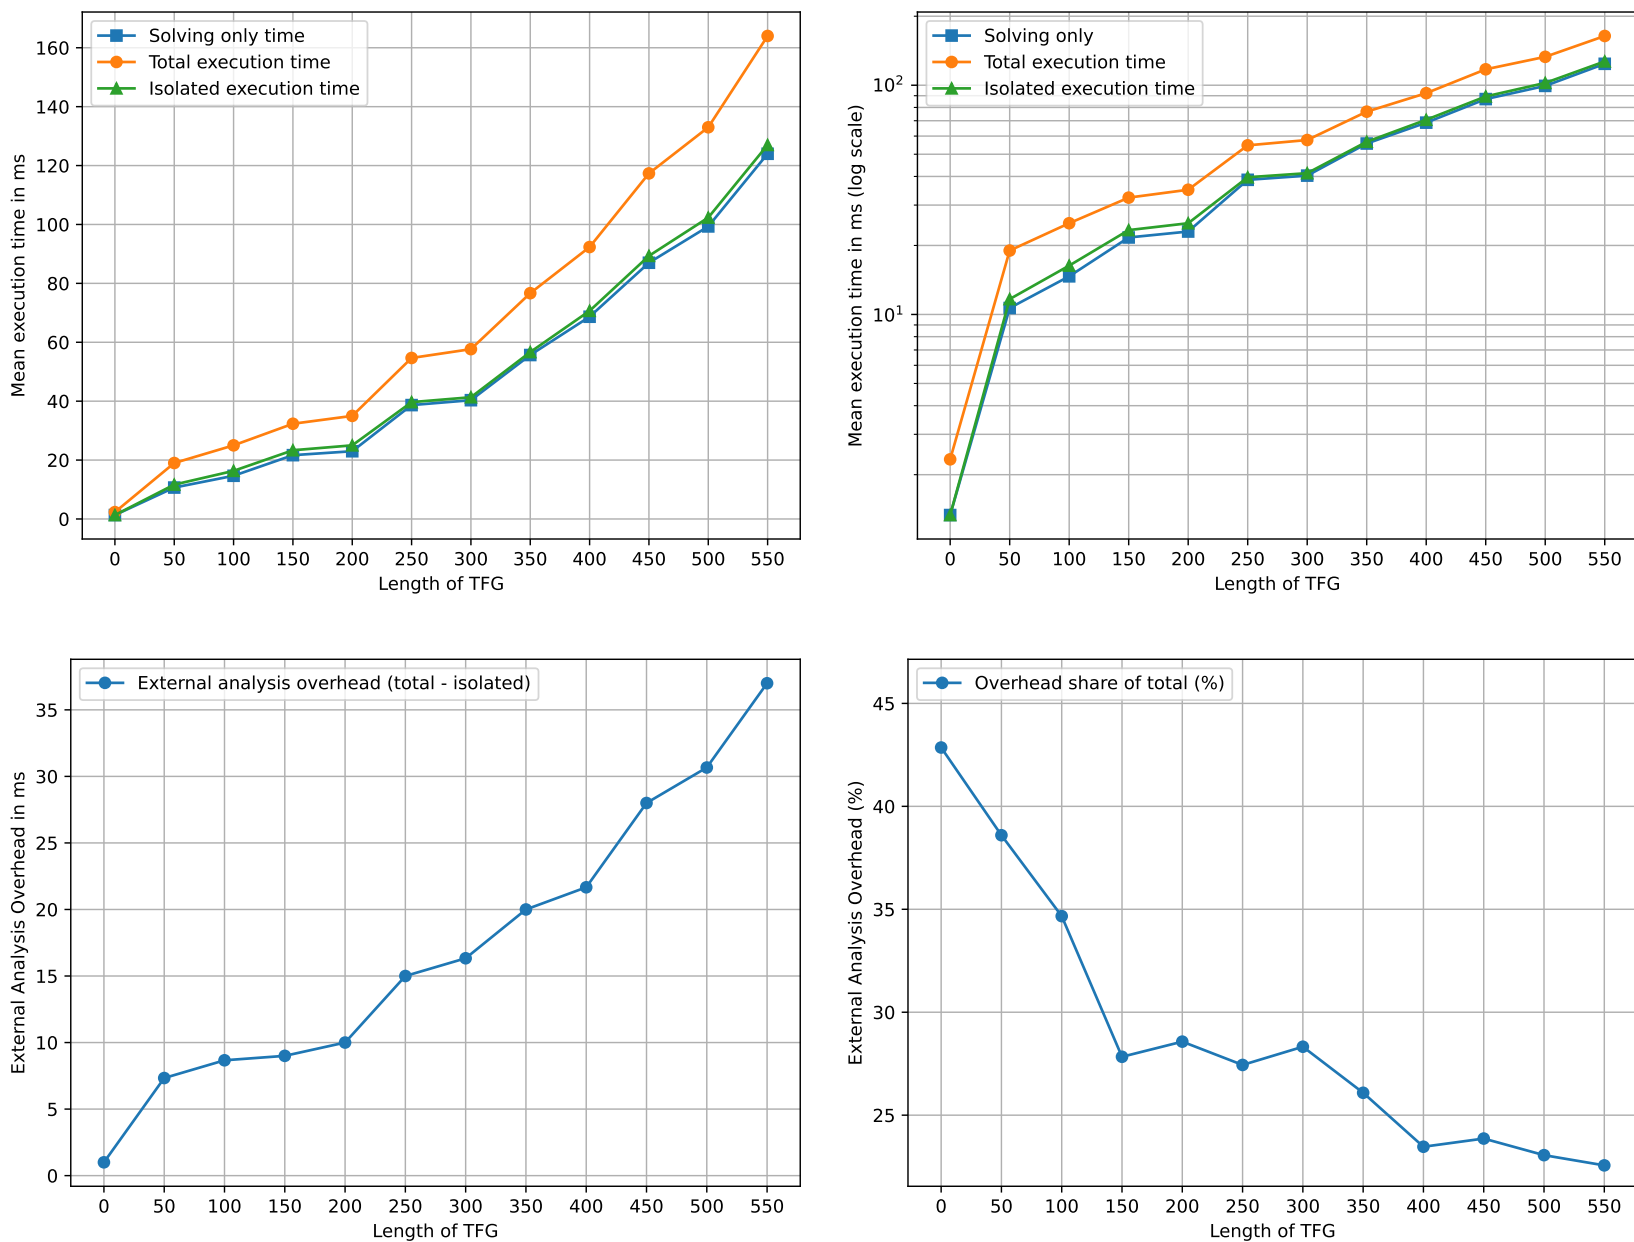 Solving only time
Total execution time
Isolated execution time
Mean execution time in ms
160
140
120
100
80
60
40
20
0
0 50 100 150 200 250 300 350 400 450 500 550
Length of TFG
Solving only
Total execution time
Isolated execution time
Mean execution time in ms (log scale)
10²
10¹
0 50 100 150 200 250 300 350 400 450 500 550
Length of TFG
External analysis overhead (total - isolated)
External Analysis Overhead in ms
35
30
25
20
15
10
5
0
0 50 100 150 200 250 300 350 400 450 500 550
Length of TFG
Overhead share of total (%)
External Analysis Overhead (%)
45
40
35
30
25
0 50 100 150 200 250 300 350 400 450 500 550
Length of TFG